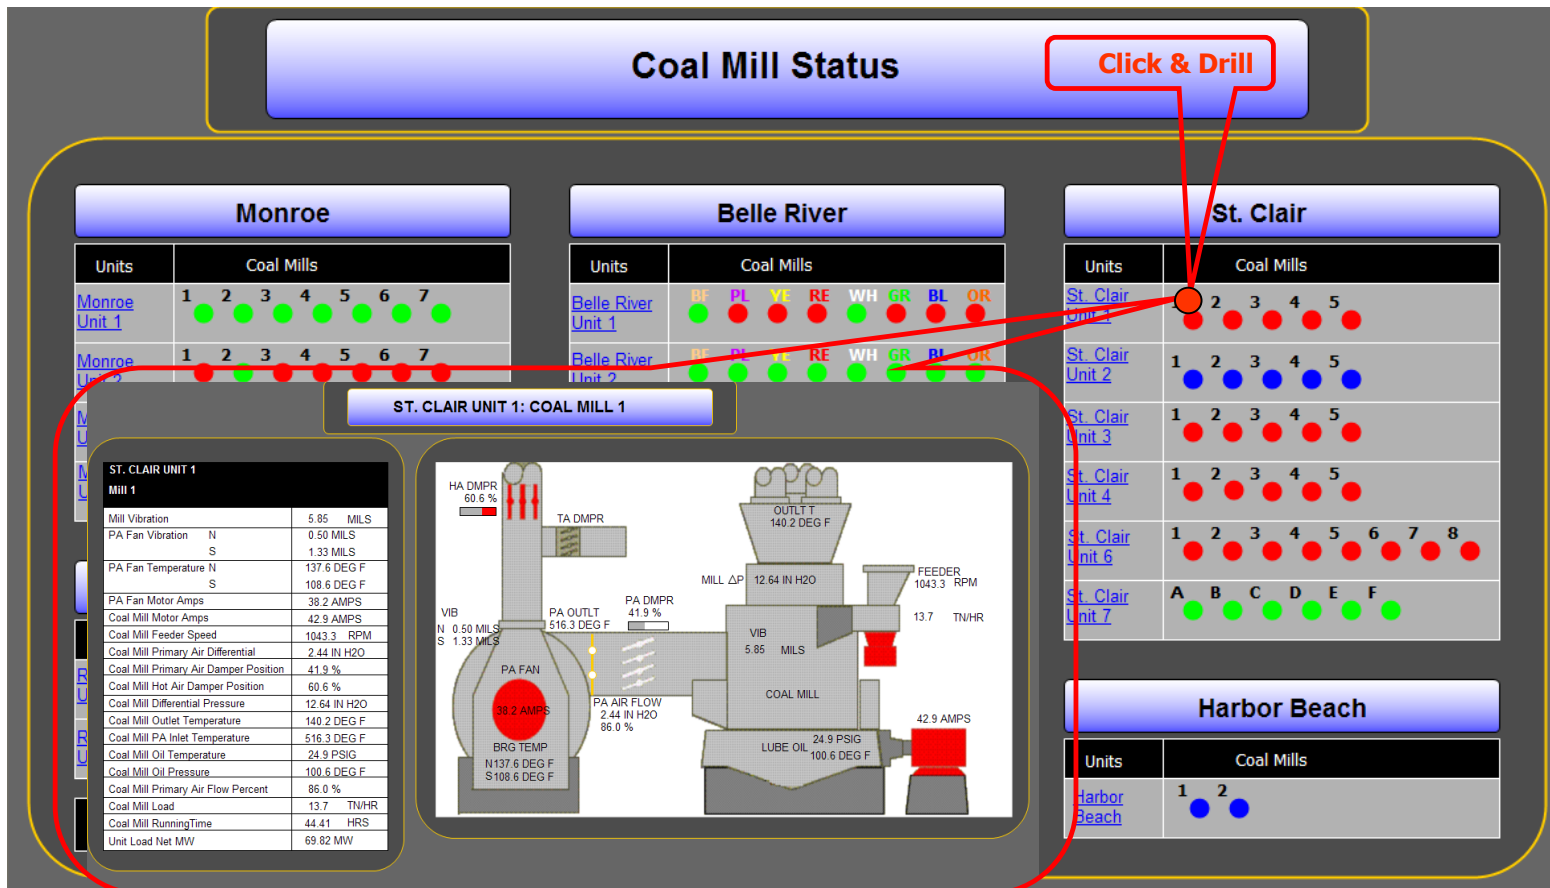 Coal Mill Status
Click & Drill
Monroe
Units Coal Mills
Monroe
Unit 1
1 2 3 4 5 6 7
Monroe
Unit 2
1 2 3 4 5 6 7
Belle River
Units Coal Mills
Belle River
Unit 1
BF PL YE RE WH GR BL OR
Belle River
Unit 2
BF PL YE RE WH GR BL OR
St. Clair
Units Coal Mills
St. Clair
Unit 1
1 2 3 4 5
St. Clair
Unit 2
1 2 3 4 5
St. Clair
Unit 3
1 2 3 4 5
St. Clair
Unit 4
1 2 3 4 5
St. Clair
Unit 6
1 2 3 4 5 6 7 8
St. Clair
Unit 7
A B C D E F
Harbor Beach
Units Coal Mills
Harbor
Beach
1 2
ST. CLAIR UNIT 1: COAL MILL 1
ST. CLAIR UNIT 1
Mill 1
Mill Vibration 5.85 MILS
PA Fan Vibration N 0.50 MILS
S 1.33 MILS
PA Fan Temperature N 137.6 DEG F
S 108.6 DEG F
PA Fan Motor Amps 38.2 AMPS
Coal Mill Motor Amps 42.9 AMPS
Coal Mill Feeder Speed 1043.3 RPM
Coal Mill Primary Air Differential 2.44 IN H2O
Coal Mill Primary Air Damper Position 41.9 %
Coal Mill Hot Air Damper Position 60.6 %
Coal Mill Differential Pressure 12.64 IN H2O
Coal Mill Outlet Temperature 140.2 DEG F
Coal Mill PA Inlet Temperature 516.3 DEG F
Coal Mill Oil Temperature 24.9 PSIG
Coal Mill Oil Pressure 100.6 DEG F
Coal Mill Primary Air Flow Percent 86.0 %
Coal Mill Load 13.7 TN/HR
Coal Mill RunningTime 44.41 HRS
Unit Load Net MW 69.82 MW
HA DMPR
60.6 %
TA DMPR
OUTLT T
140.2 DEG F
MILL △P 12.64 IN H2O
FEEDER
1043.3 RPM
13.7 TN/HR
VIB
N 0.50 MILS
S 1.33 MILS
PA OUTLT
516.3 DEG F
PA DMPR
41.9 %
VIB
5.85 MILS
PA FAN
38.2 AMPS
COAL MILL
PA AIR FLOW
2.44 IN H2O
86.0 %
42.9 AMPS
BRG TEMP
N137.6 DEG F
S108.6 DEG F
LUBE OIL 24.9 PSIG
100.6 DEG F